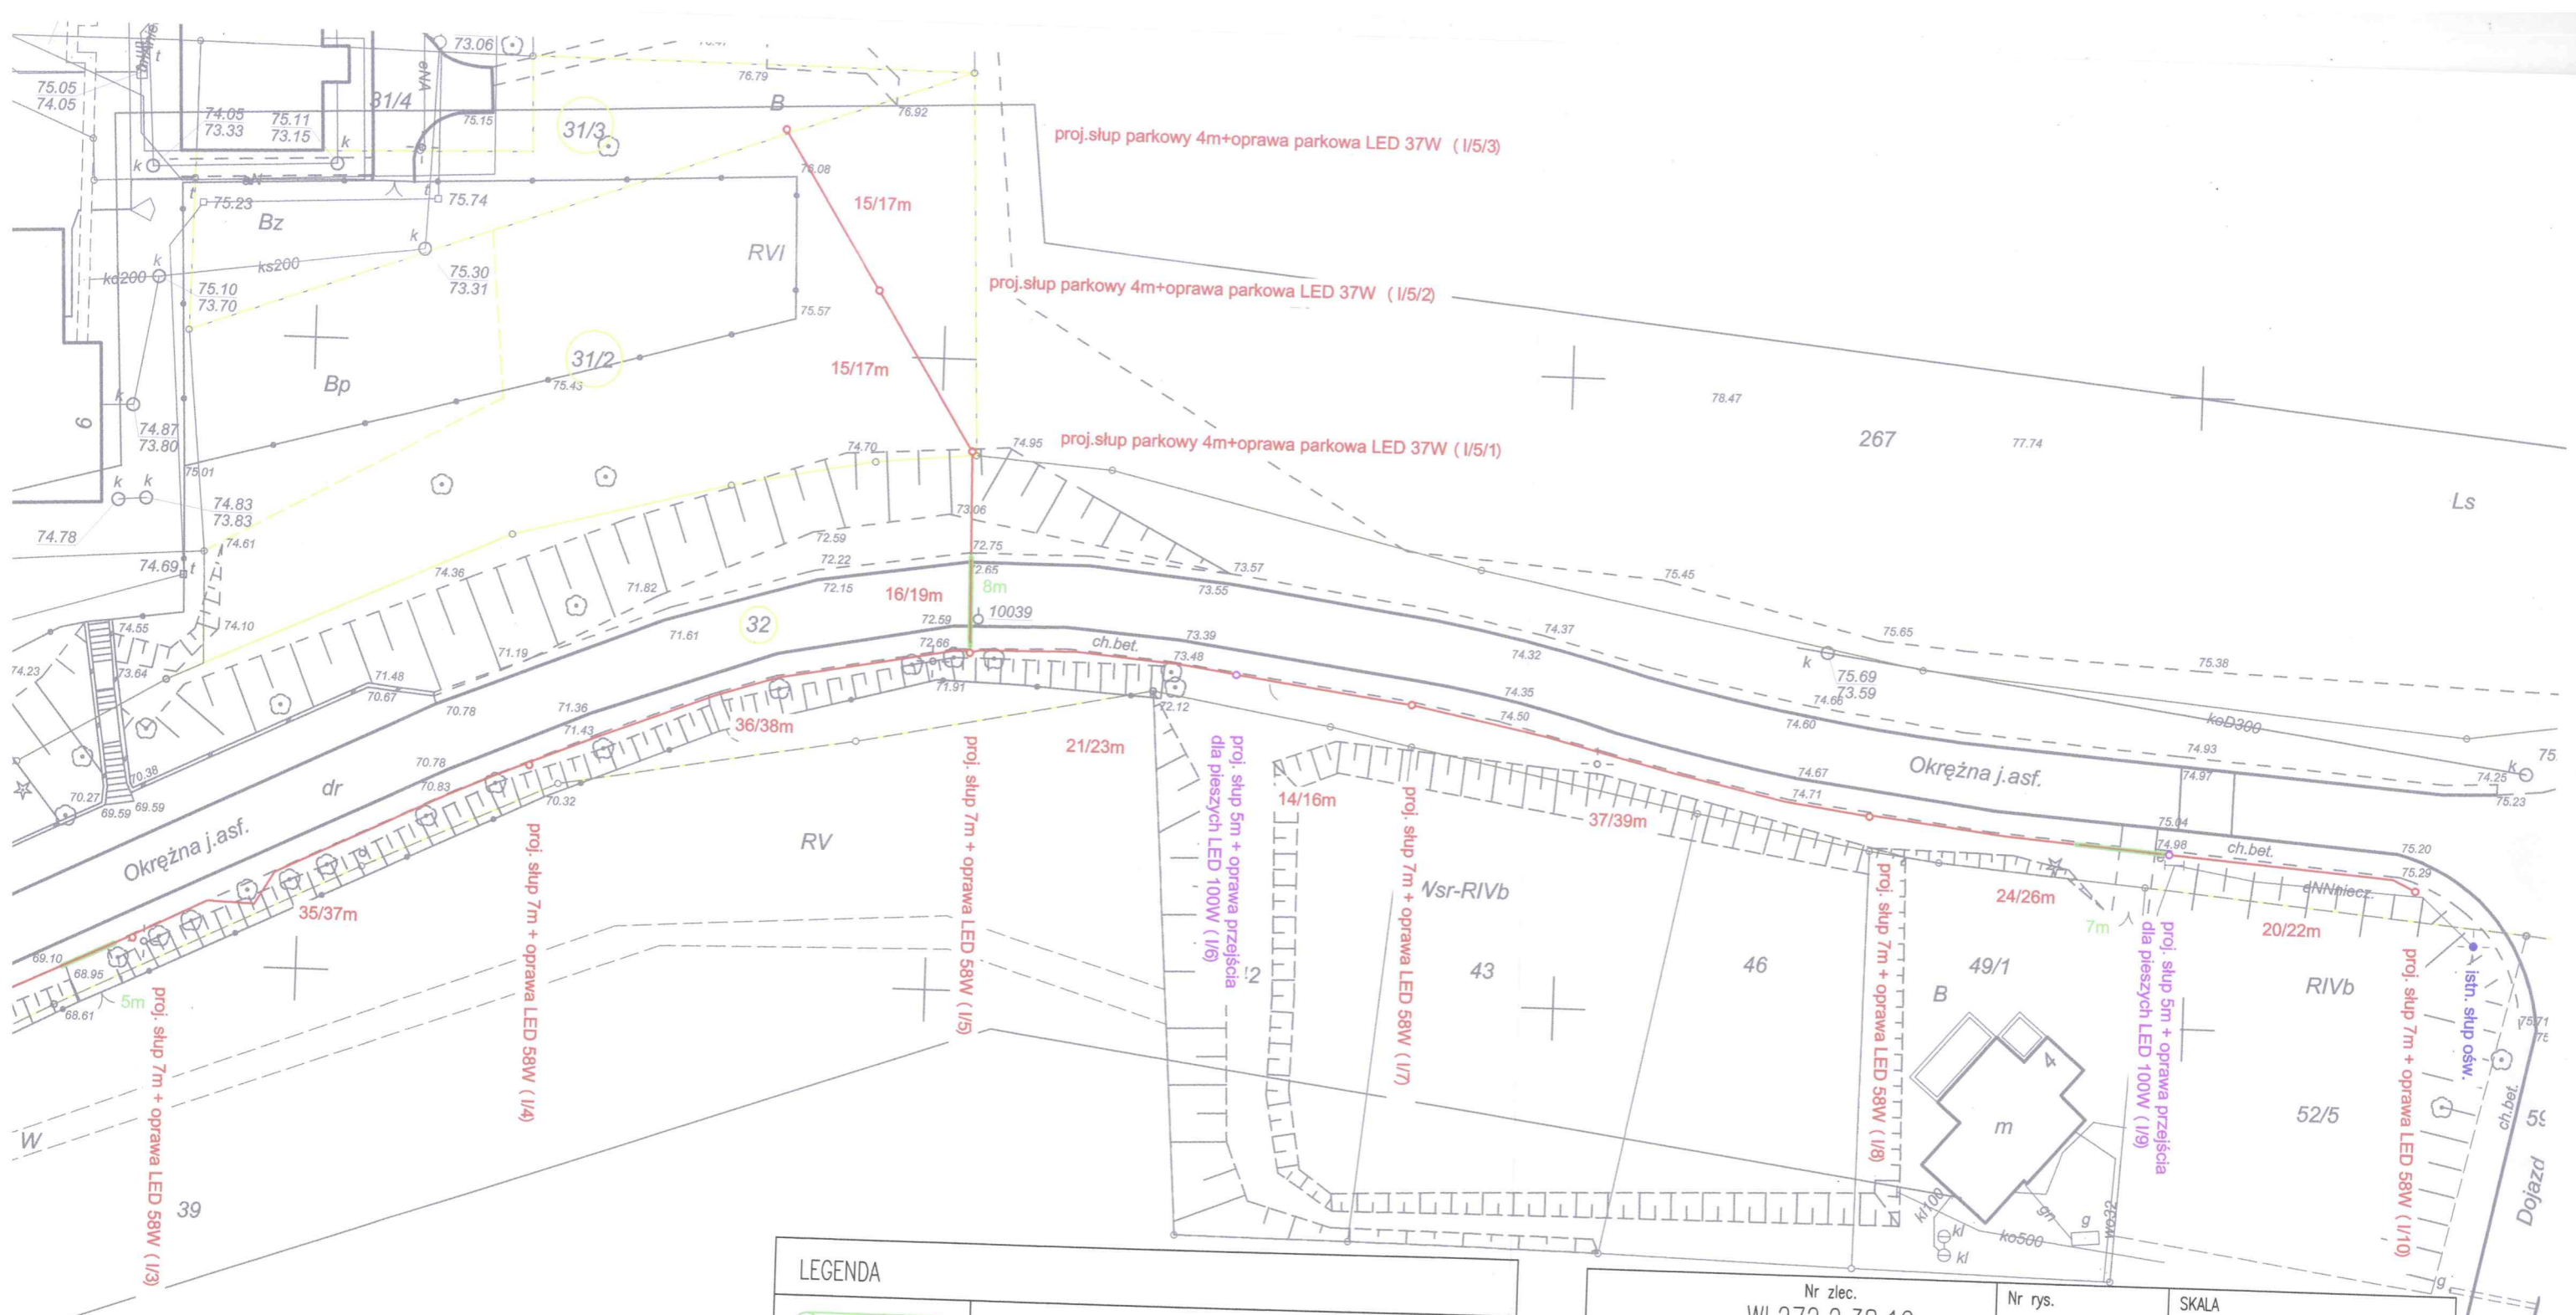 73.06
75.05
74.05
74.05
73.33
75.11
73.15
31/4
eNA
75.15
31/3
B
76.79
76.92
76.08
k
k
t
t
t
75.23
75.74
Bz
k
k
ks200
75.10
73.70
75.30
73.31
RVI
75.57
31/2
75.43
Bp
9
k
74.87
73.80
75.01
k k
74.83
73.83
74.78
74.61
74.69
t
proj.słup parkowy 4m+oprawa parkowa LED 37W ( I/5/3)
15/17m
proj.słup parkowy 4m+oprawa parkowa LED 37W ( I/5/2)
15/17m
proj.słup parkowy 4m+oprawa parkowa LED 37W ( I/5/1)
78.47
267
77.74
Ls
74.70
74.95
73.06
72.59
72.75
72.65
72.22
72.15
8m
16/19m
10039
73.57
73.55
74.36
71.82
32
72.59
72.66
71.61
71.19
74.55
74.10
74.23
73.64
71.48
70.67
70.78
71.91
ch.bet.
73.39
73.48
72.12
74.37
74.32
75.45
75.65
75.38
k
75.69
73.59
74.66
74.60
koD300
74.93
74.97
k
74.25
75.23
75.
74.35
74.50
74.67
74.71
Okrężna j.asf.
71.36
71.43
36/38m
21/23m
70.38
70.27
69.59
69.59
dr
70.78
70.83
70.32
Okrężna j.asf.
35/37m
RV
14/16m
37/39m
75.04
74.98
e
ch.bet.
75.20
75.29
eNNniecz.
24/26m
7m
20/22m
69.10
68.95
68.61
5m
proj. słup 7m + oprawa LED 58W ( I/3)
proj. słup 7m + oprawa LED 58W ( I/4)
proj. słup 7m + oprawa LED 58W ( I/5)
proj. słup 5m + oprawa przejścia
dla pieszych LED 100W ( I/6)
proj. słup 7m + oprawa LED 58W ( I/7)
proj. słup 7m + oprawa LED 58W ( I/8)
proj. słup 5m + oprawa przejścia
dla pieszych LED 100W ( I/9)
proj. słup 7m + oprawa LED 58W ( I/10)
istn. słup ośw.
Wsr-RIVb
43
46
49/1
B
RIVb
52/5
75.71
ch.bet.
Dojazd
4
m
W
39
kl100
kl
kl
gn
g
ko500
wo32
g
LEGENDA
Nr zlec.
Nr rys.
SKALA